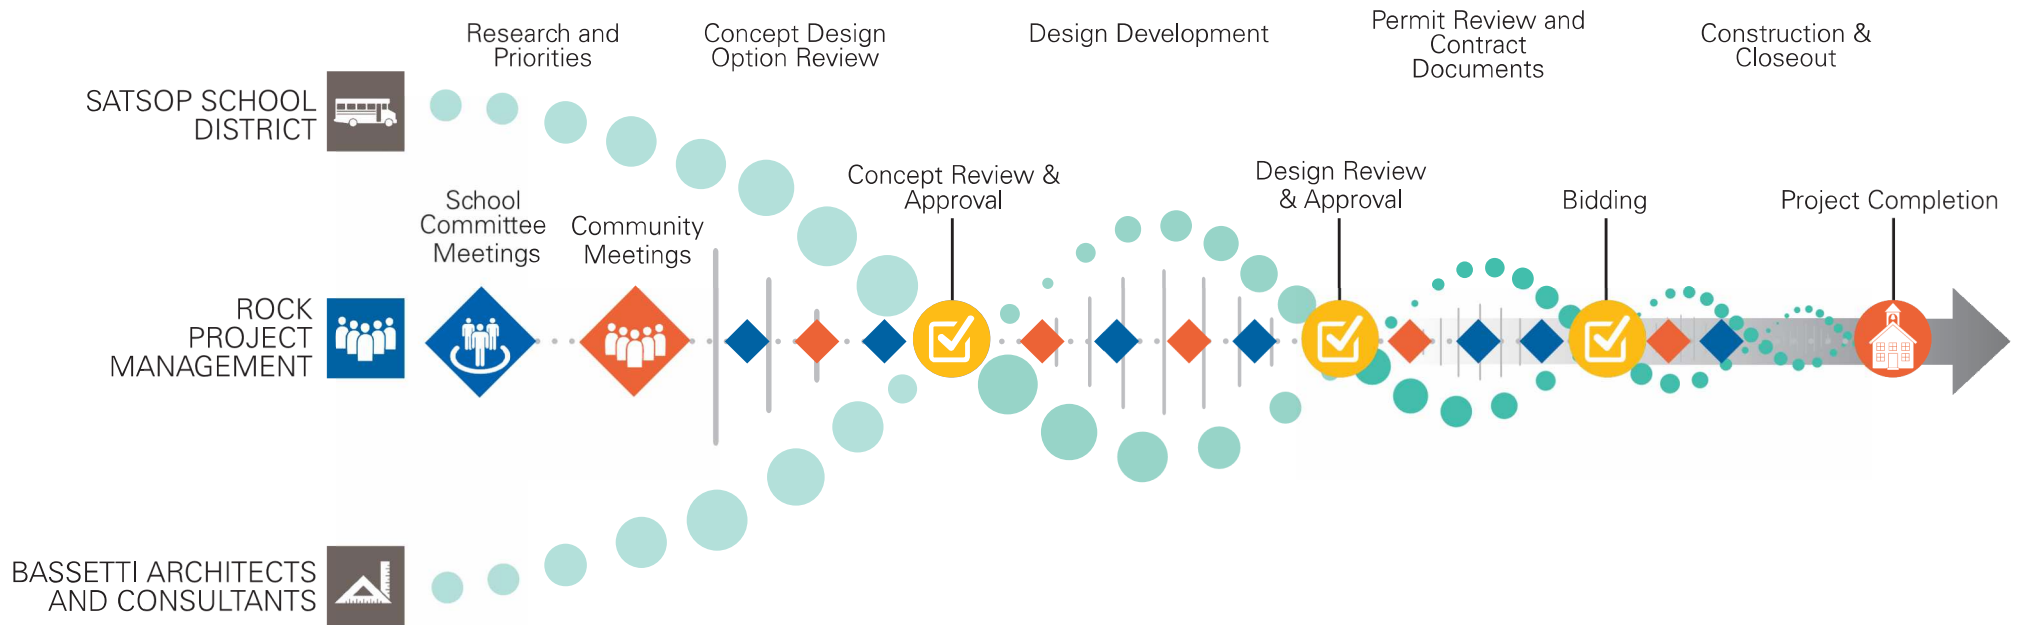 Research and
Priorities
Concept Design
Option Review
Design Development
Permit Review and
Contract
Documents
Construction &
Closeout
SATSOP SCHOOL
DISTRICT
Concept Review &
Approval
Design Review
& Approval
Bidding
Project Completion
School
Committee
Meetings
Community
Meetings
ROCK
PROJECT
MANAGEMENT
BASSETTI ARCHITECTS
AND CONSULTANTS